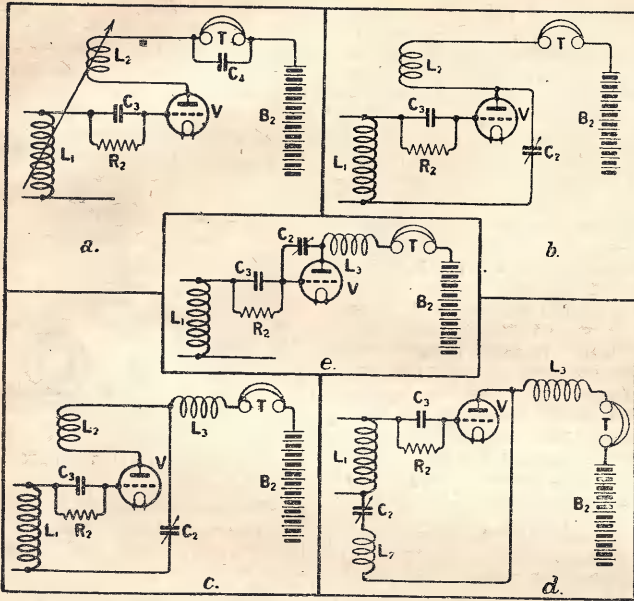 L₂
T
C₄
C₃
V
B₂
L₁
R₂
a.
L₂
T
C₃
V
B₂
L₁
R₂
C₂
b.
C₂
L₃
T
C₃
V
B₂
L₁
R₂
e.
L₃
L₂
T
C₃
V
B₂
L₁
R₂
C₂
c.
L₃
C₃
V
T
L₁
R₂
B₂
C₂
L₂
d.